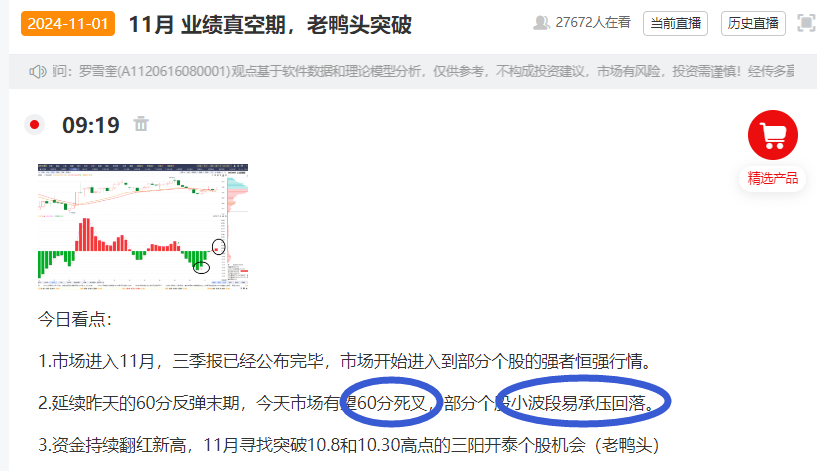 2024-11-01 11月 业绩真空期，老鸭头突破 27672人在看 当前直播 历史直播
问：罗雪奎(A1120616080001)观点基于软件数据和理论模型分析，仅供参考，不构成投资建议，市场有风险，投资需谨慎！经传多赢
09:19
精选产品
今日看点：
1.市场进入11月，三季报已经公布完毕，市场开始进入到部分个股的强者恒强行情。
2.延续昨天的60分反弹末期，今天市场有望60分死叉，部分个股小波段易承压回落。
3.资金持续翻红新高，11月寻找突破10.8和10.30高点的三阳开泰个股机会（老鸭头）